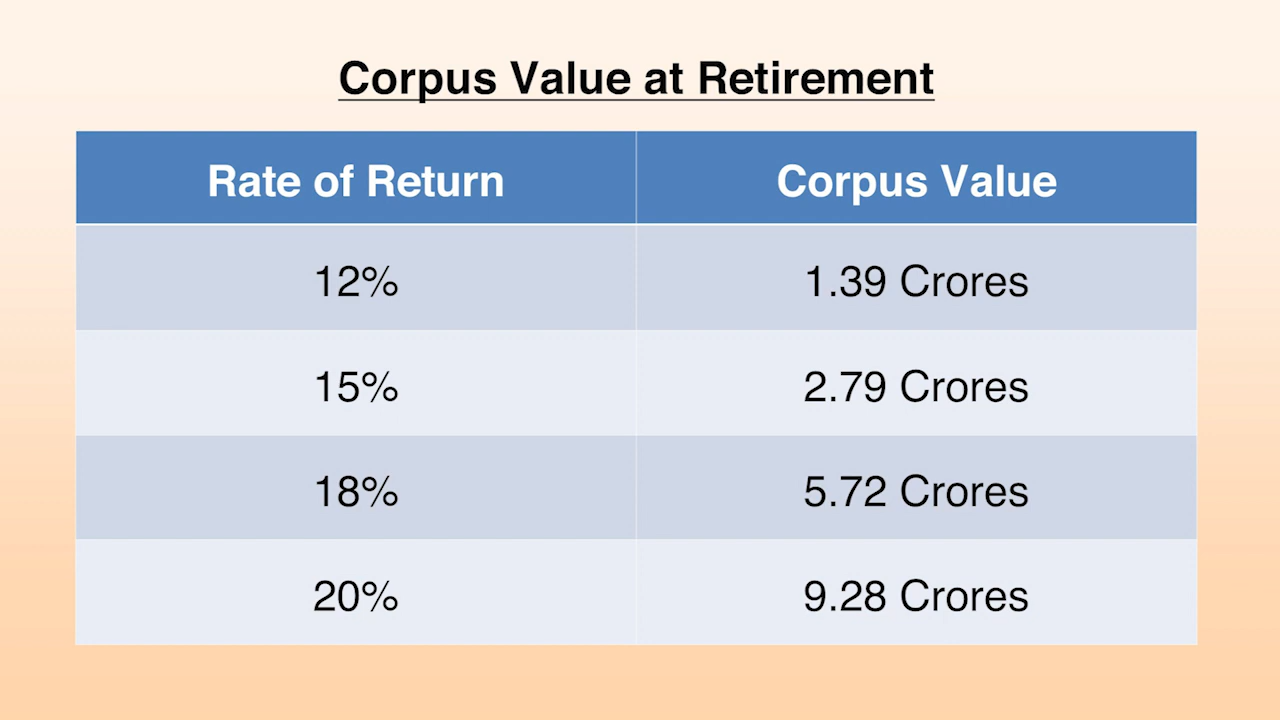 Corpus Value at Retirement
Rate of Return Corpus Value
12% 1.39 Crores
15% 2.79 Crores
18% 5.72 Crores
20% 9.28 Crores